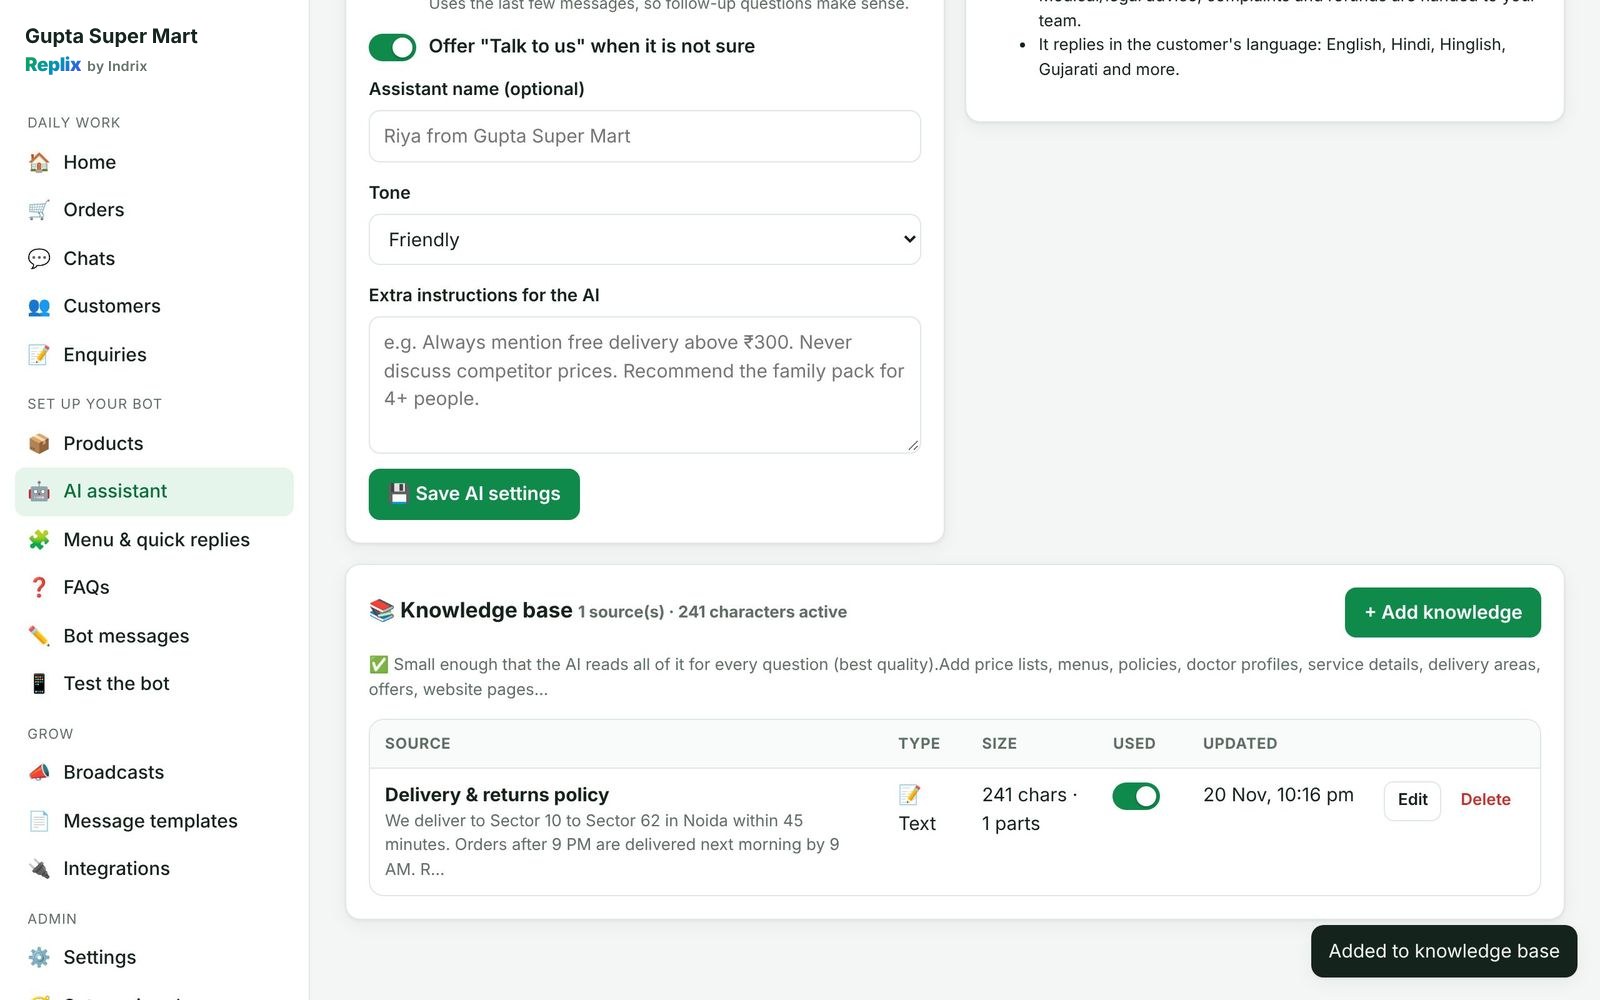 Gupta Super Mart
Replix by Indrix
DAILY WORK
Home
Orders
Chats
Customers
Enquiries
SET UP YOUR BOT
Products
AI assistant
Menu & quick replies
FAQs
Bot messages
Test the bot
GROW
Broadcasts
Message templates
Integrations
ADMIN
Settings
Uses the last few messages, so follow-up questions make sense.
Offer "Talk to us" when it is not sure
Assistant name (optional)
Riya from Gupta Super Mart
Tone
Friendly
Extra instructions for the AI
e.g. Always mention free delivery above ₹300. Never
discuss competitor prices. Recommend the family pack for
4+ people.
💾 Save AI settings
team.
• It replies in the customer's language: English, Hindi, Hinglish,
Gujarati and more.
📚 Knowledge base 1 source(s) · 241 characters active
+ Add knowledge
✅ Small enough that the AI reads all of it for every question (best quality).Add price lists, menus, policies, doctor profiles, service details, delivery areas,
offers, website pages...
SOURCE TYPE SIZE USED UPDATED
Delivery & returns policy
We deliver to Sector 10 to Sector 62 in Noida within 45
minutes. Orders after 9 PM are delivered next morning by 9
AM. R...
📝
Text
241 chars ·
1 parts
20 Nov, 10:16 pm
Edit
Delete
Added to knowledge base